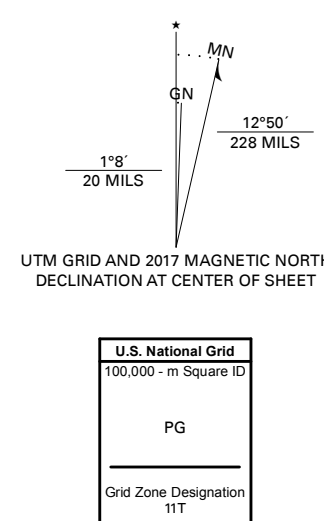 ★
MN
GN
12°50´
228 MILS
1°8´
20 MILS
UTM GRID AND 2017 MAGNETIC NORTH
DECLINATION AT CENTER OF SHEET
U.S. National Grid
100,000 - m Square ID
PG
Grid Zone Designation
11T